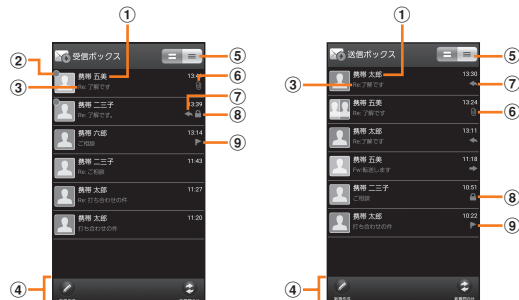 ①
②
③
④
⑤
⑥
⑦
⑧
⑨
受信ボックス
携帯 五美
Re: 了解です
携帯 二三子 13:39
Re: 了解です。
携帯 六郎 13:14
ご相談
携帯 二三子 11:43
Re: ご相談
携帯 太郎 11:27
Re: 打ち合わせの件
携帯 太郎 11:20
打ち合わせの件
①
③
④
⑤
⑦
⑥
⑧
⑨
送信ボックス
携帯 太郎 13:30
Re:了解です
携帯 五美 13:24
Re:了解です
携帯 太郎 13:11
Re:了解です
携帯 五美 11:18
Fw:転送します
携帯 二三子 10:51
ご相談
携帯 太郎 10:22
打ち合わせの件